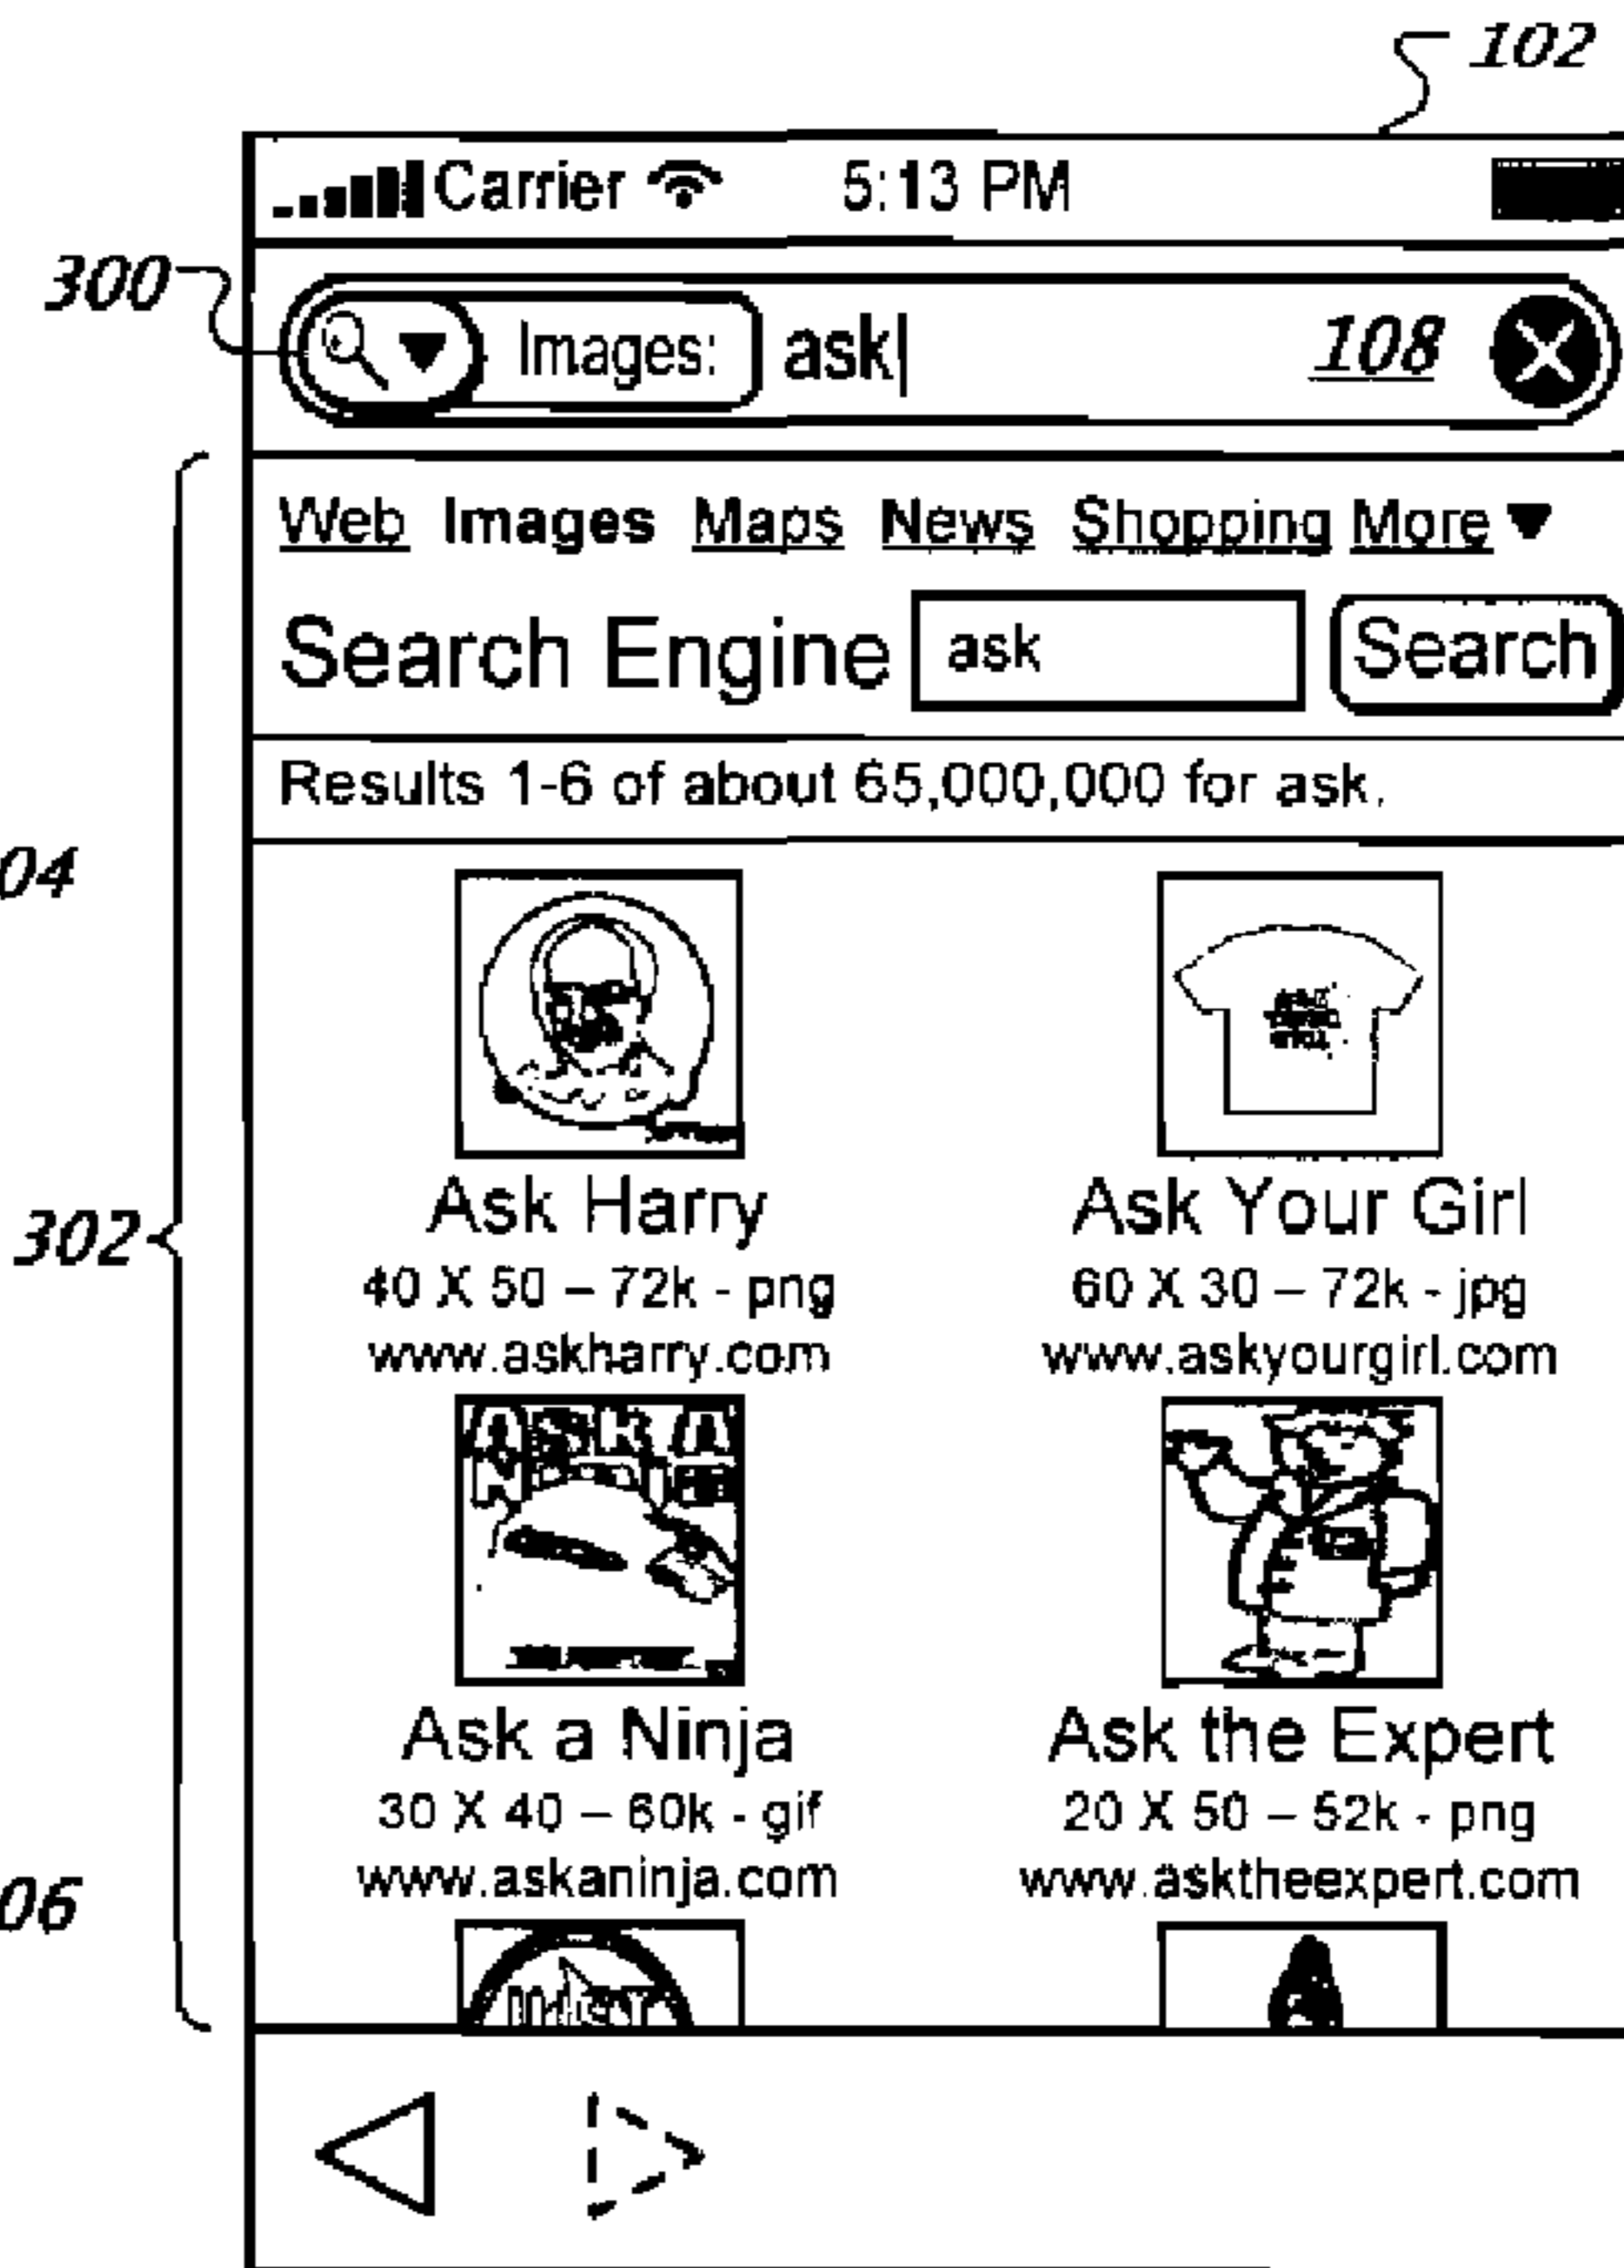 102
Carrier 5:13 PM
300
Images: ask 108
Web Images Maps News Shopping More
Search Engine ask Search
Results 1-6 of about 65,000,000 for ask.
04
302
Ask Harry Ask Your Girl
40 X 50 – 72k - png 60 X 30 – 72k - jpg
www.askharry.com www.askyourgirl.com
ASK A
Ask a Ninja Ask the Expert
30 X 40 – 60k - gif 20 X 50 – 52k - png
www.askaninja.com www.asktheexpert.com
06